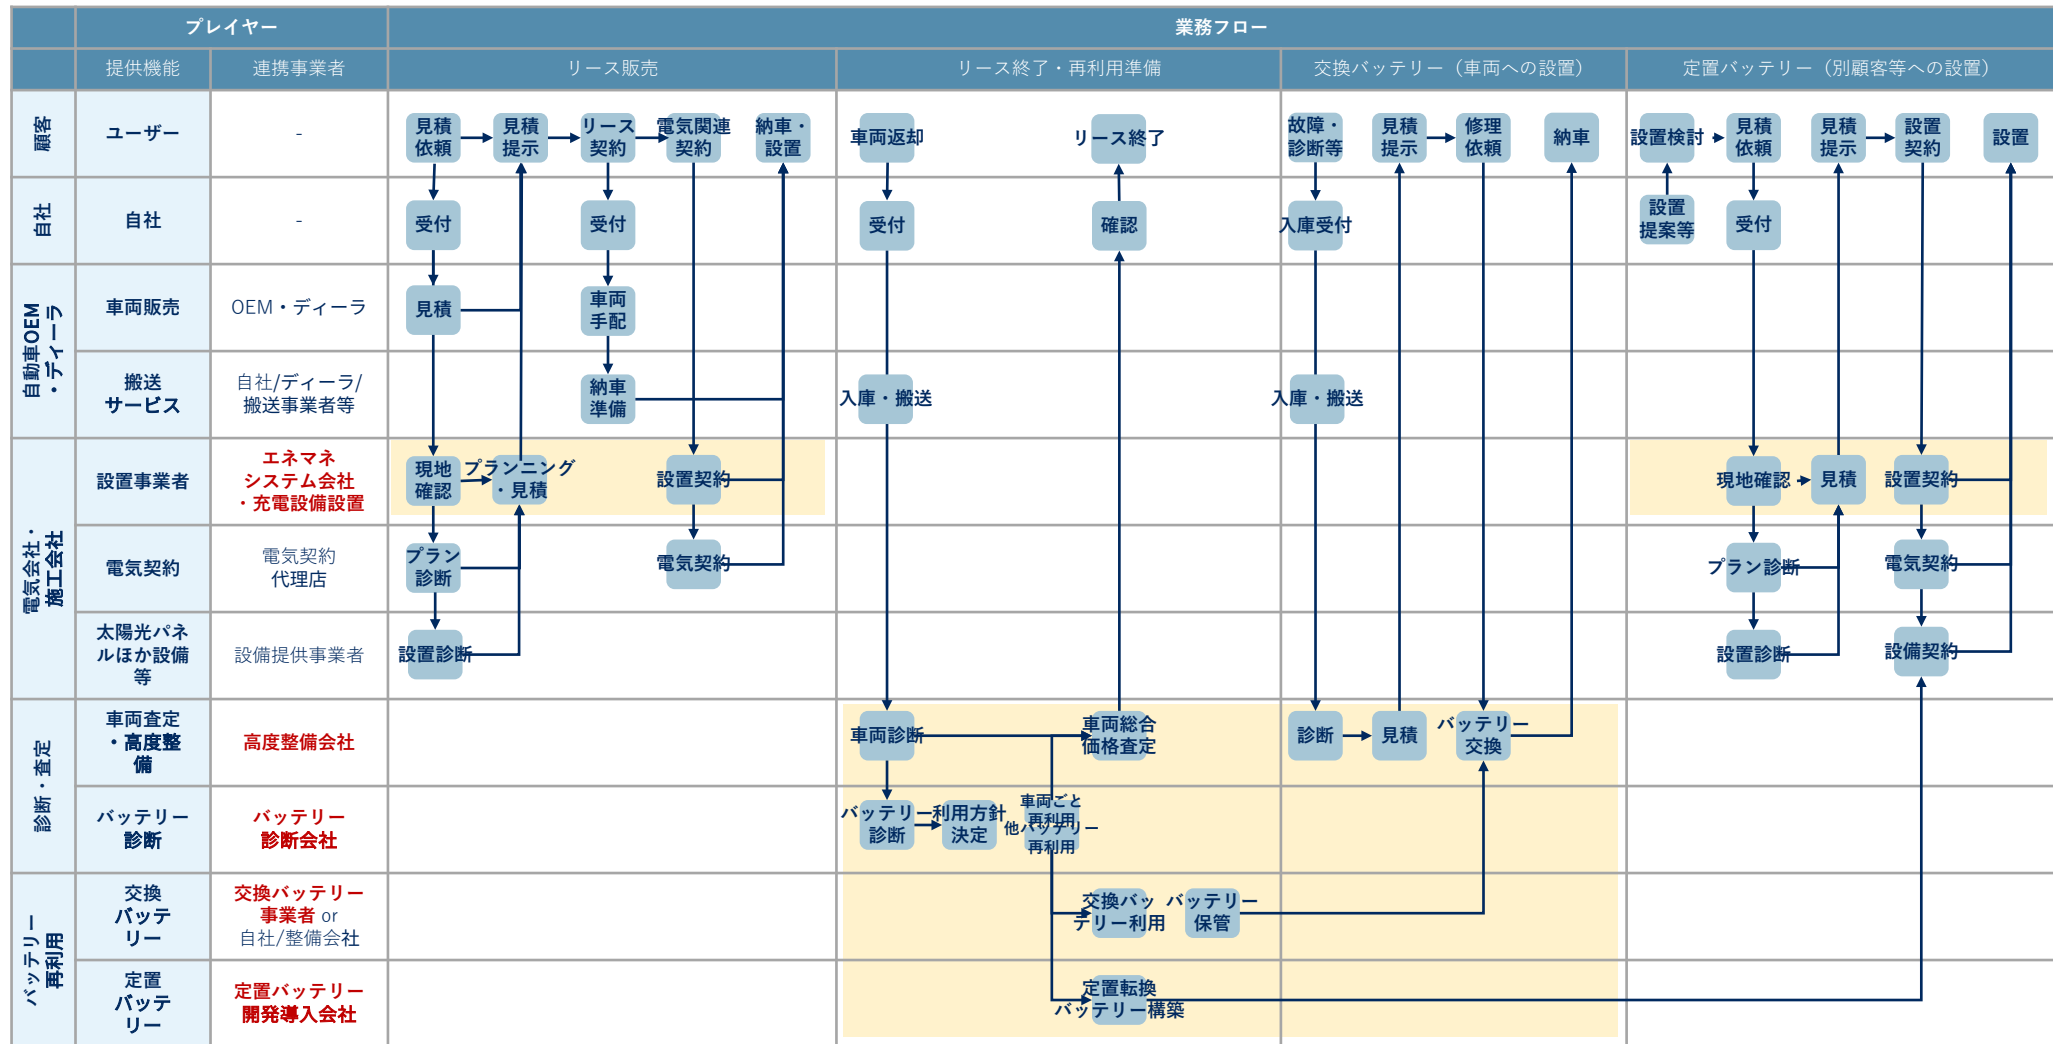 プレイヤー
業務フロー
提供機能
連携事業者
リース販売
リース終了・再利用準備
交換バッテリー（車両への設置）
定置バッテリー（別顧客等への設置）
顧客
ユーザー
-
見積
依頼
見積
提示
リース
契約
電気関連
契約
納車・
設置
車両返却
リース終了
故障・
診断等
見積
提示
修理
依頼
納車
設置検討
見積
依頼
見積
提示
設置
契約
設置
自社
自社
-
受付
受付
受付
確認
入庫受付
設置
提案等
受付
自動車OEM
・ディーラ
車両販売
OEM・ディーラ
見積
車両
手配
搬送
サービス
自社/ディーラ/
搬送事業者等
納車
準備
入庫・搬送
入庫・搬送
電気会社・
施工会社
設置事業者
エネマネ
システム会社
・充電設備設置
現地
確認
プランニング
・見積
設置契約
現地確認
見積
設置契約
電気契約
電気契約
代理店
プラン
診断
電気契約
プラン診断
電気契約
太陽光パネ
ルほか設備
等
設備提供事業者
設置診断
設置診断
設備契約
診断・査定
車両査定
・高度整
備
高度整備会社
車両診断
車両総合
価格査定
診断
見積
バッテリー
交換
バッテリー
診断
バッテリー
診断会社
バッテリー
診断
利用方針
決定
車両ごと
再利用
他バッテリー
再利用
バッテリー
再利用
交換
バッテ
リー
交換バッテリー
事業者 or
自社/整備会社
交換バッ
テリー利用
バッテリー
保管
定置
バッテ
リー
定置バッテリー
開発導入会社
定置転換
バッテリー構築